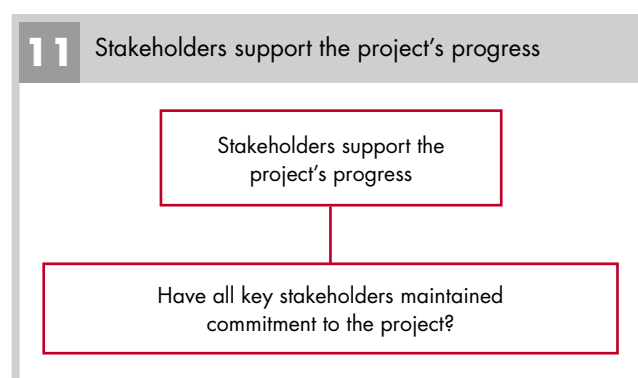 11 Stakeholders support the project’s progress
Stakeholders support the
project’s progress
Have all key stakeholders maintained
commitment to the project?